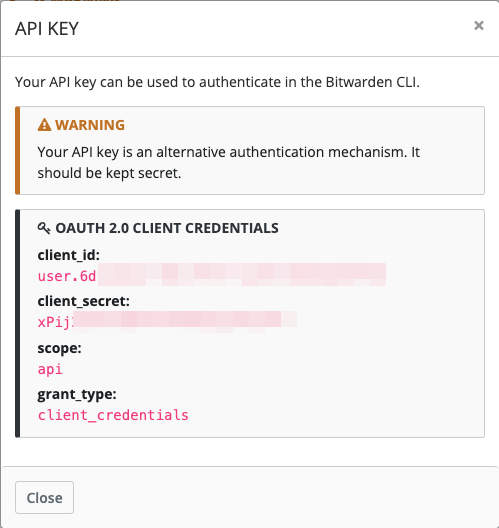 API KEY
×
Your API key can be used to authenticate in the Bitwarden CLI.
WARNING
Your API key is an alternative authentication mechanism. It
should be kept secret.
OAUTH 2.0 CLIENT CREDENTIALS
client_id:
user.6d
client_secret:
xPij
scope:
api
grant_type:
client_credentials
Close